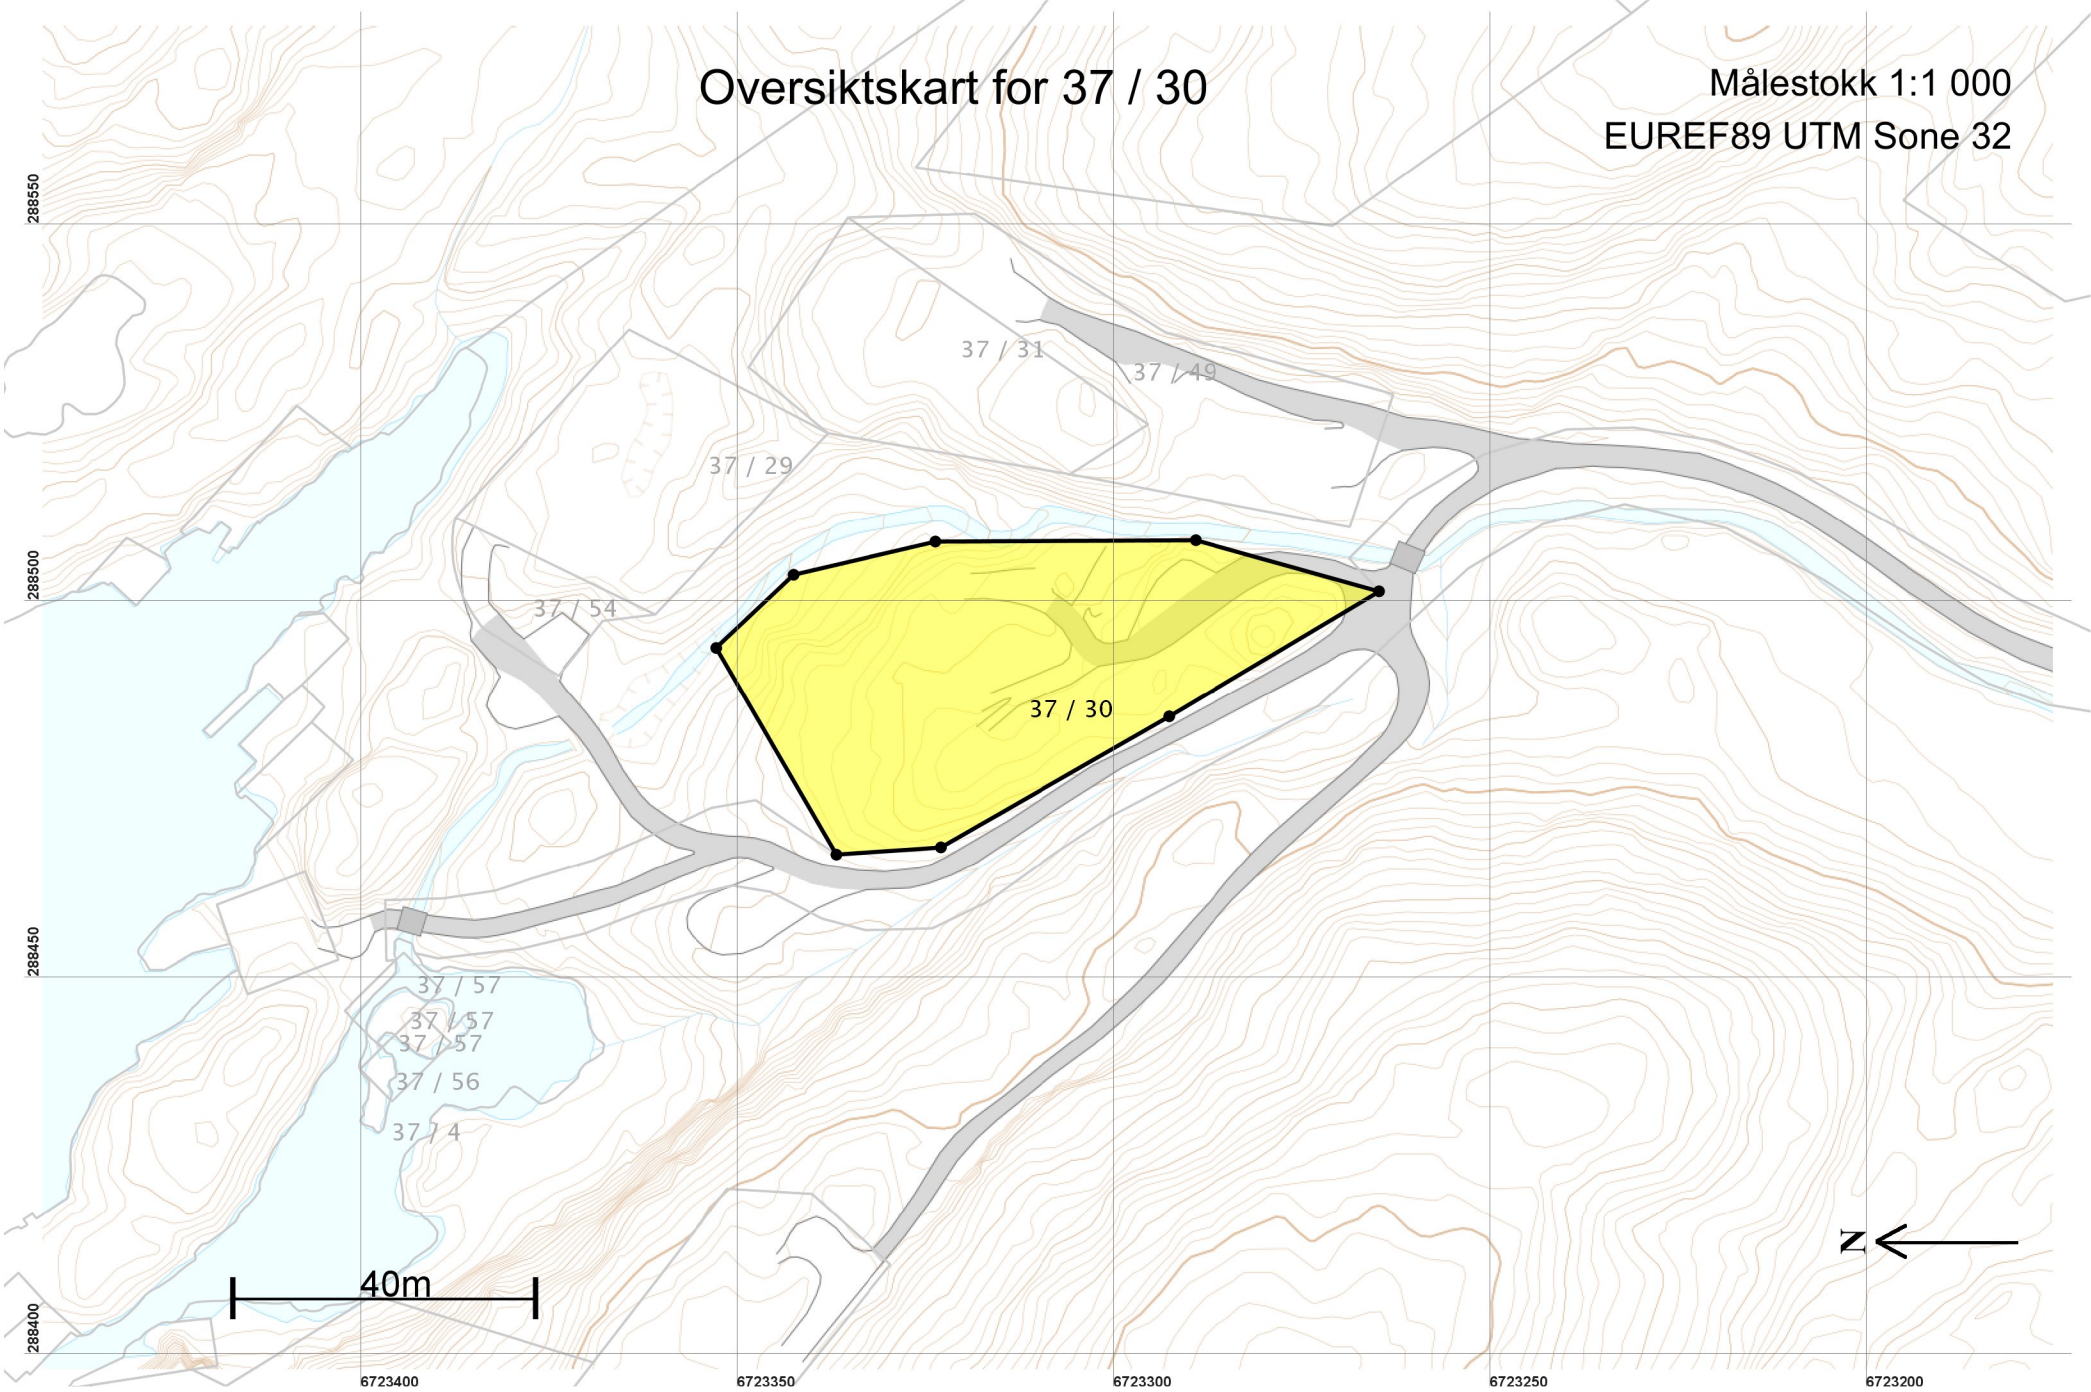 Oversiktskart for 37 / 30
Målestokk 1:1 000
EUREF89 UTM Sone 32
288550
37 / 31
37 / 49
37 / 29
288500
37 / 54
37 / 30
288450
37 / 57
37 / 57
37 / 57
37 / 56
37 / 4
N
40m
288400
6723400
6723350
6723300
6723250
6723200